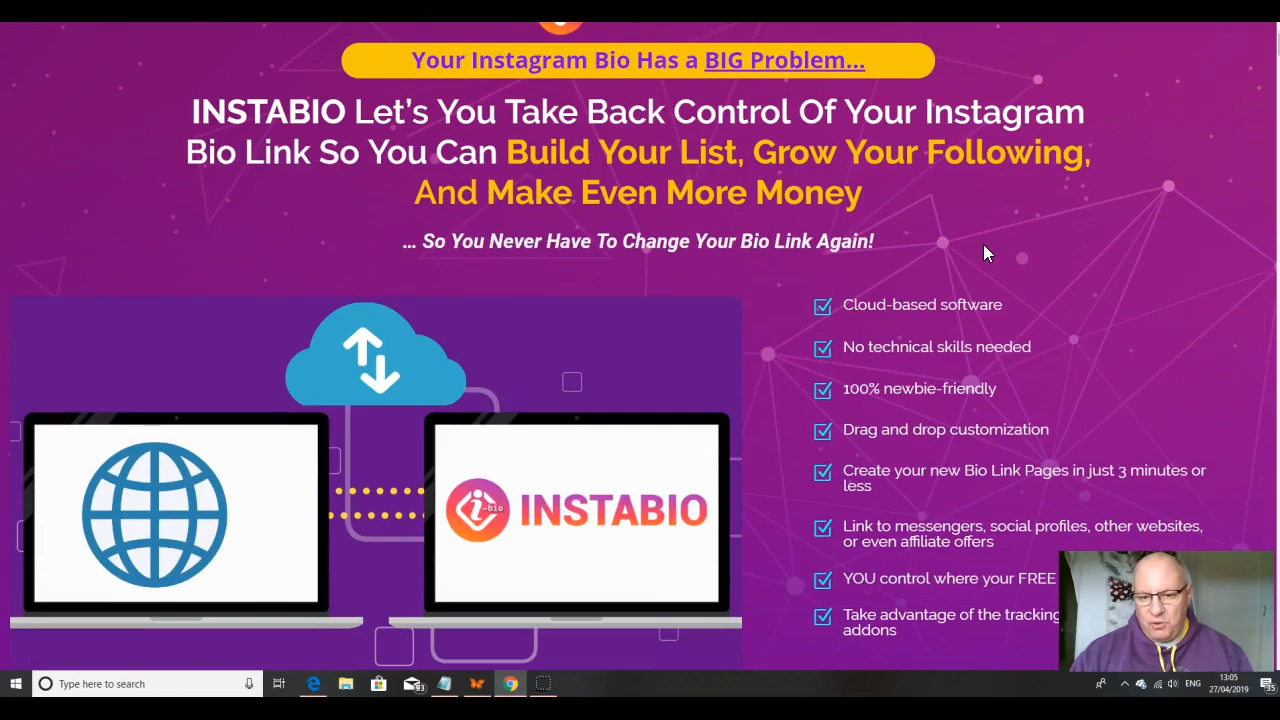 Your Instagram Bio Has a BIG Problem...
INSTABIO Let's You Take Back Control Of Your Instagram
Bio Link So You Can Build Your List, Grow Your Following,
And Make Even More Money
... So You Never Have To Change Your Bio Link Again!
Cloud-based software
No technical skills needed
100% newbie-friendly
Drag and drop customization
Create your new Bio Link Pages in just 3 minutes or
less
Link to messengers, social profiles, other websites,
or even affiliate offers
YOU control where your FREE
Take advantage of the tracking
addons
i-bio
INSTABIO
Type here to search
93
ENG
13:05
27/04/2019
35